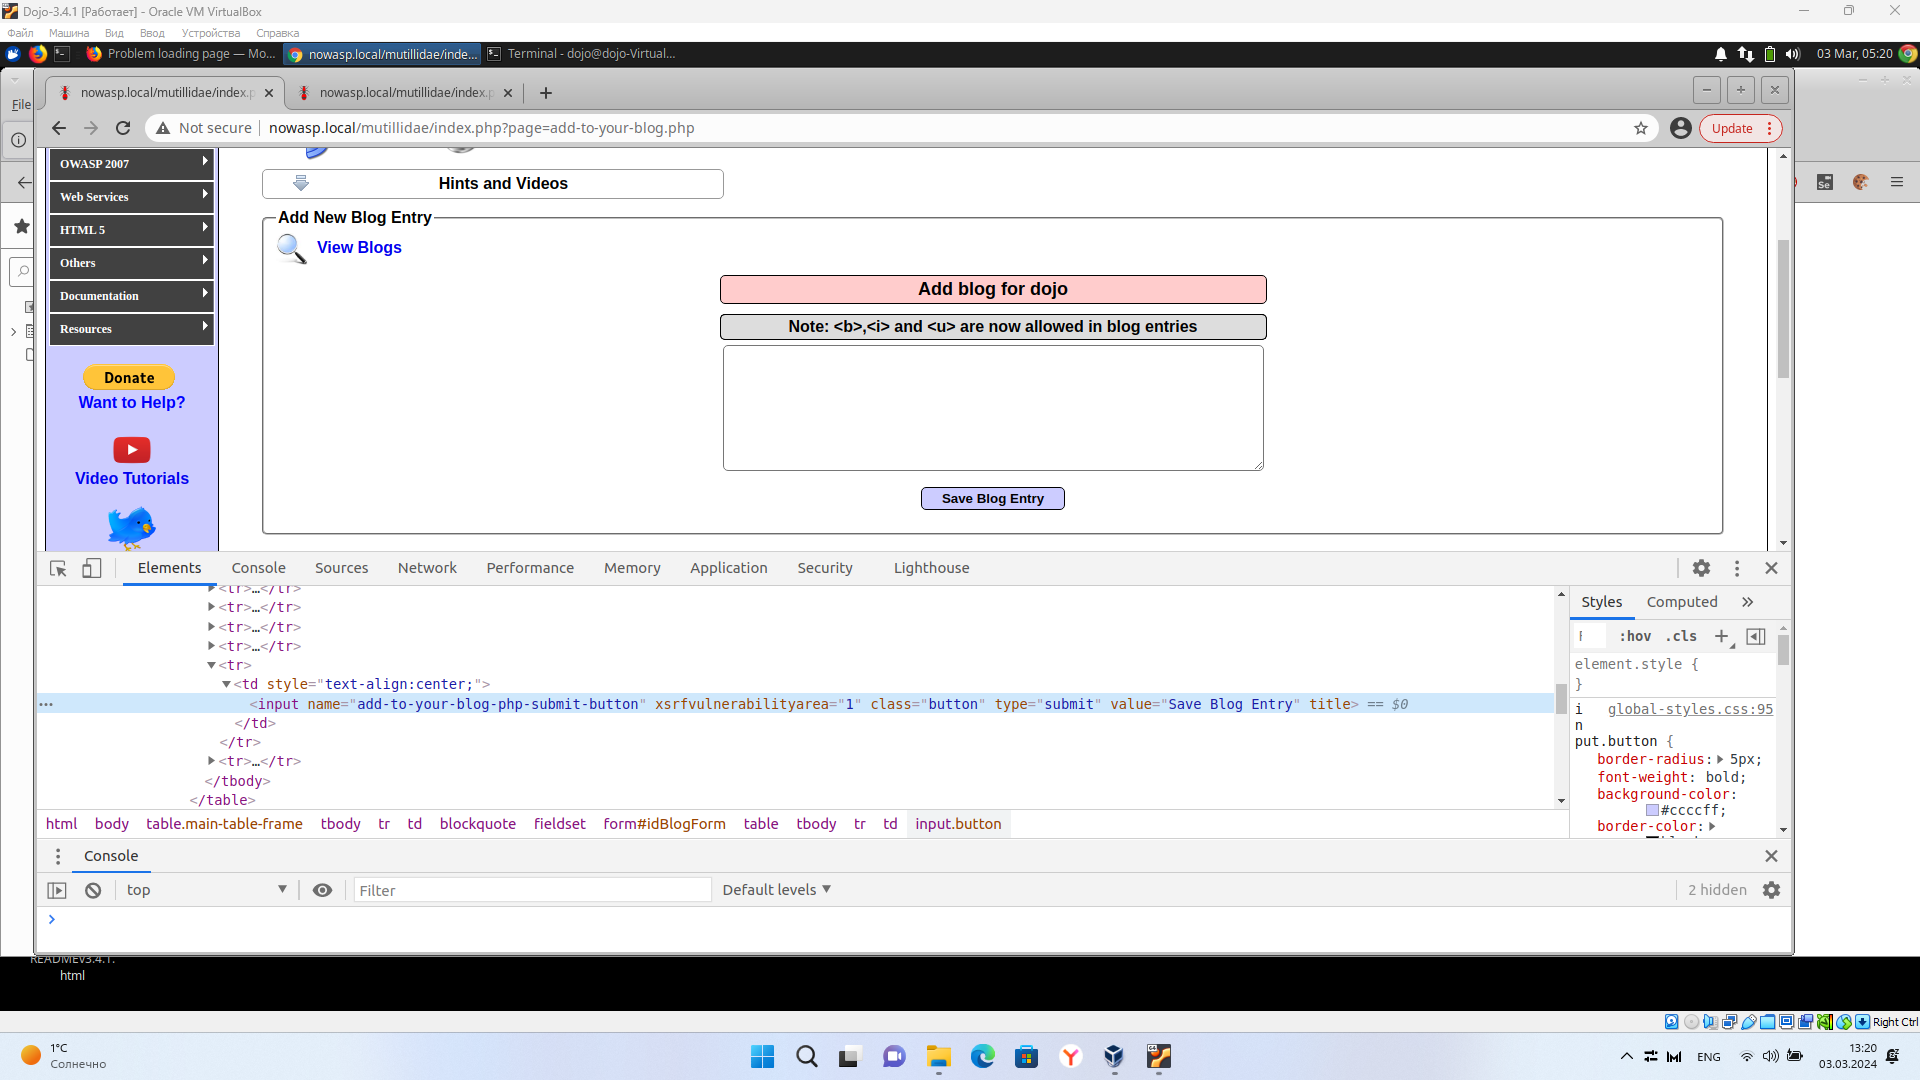 Dojo-3.4.1 [Работает] - Oracle VM VirtualBox
Файл Машина Вид Ввод Устройства Справка
Problem loading page — Mo...
nowasp.local/mutillidae/inde...
Terminal - dojo@dojo-Virtual...
03 Mar, 05:20
nowasp.local/mutillidae/index.p
nowasp.local/mutillidae/index.p
File
Not secure
nowasp.local/mutillidae/index.php?page=add-to-your-blog.php
Update
OWASP 2007
Web Services
HTML 5
Others
Documentation
Resources
Donate
Want to Help?
Video Tutorials
Hints and Videos
Add New Blog Entry
View Blogs
Add blog for dojo
Note: <b>,<i> and <u> are now allowed in blog entries
Save Blog Entry
Se
Elements Console Sources Network Performance Memory Application Security Lighthouse
<tr>…</tr>
<tr>…</tr>
<tr>…</tr>
<tr>…</tr>
<tr>
<td style="text-align:center;">
<input name="add-to-your-blog-php-submit-button" xsrfvulnerabilityarea="1" class="button" type="submit" value="Save Blog Entry" title> == $0
</td>
</tr>
<tr>…</tr>
</tbody>
</table>
Styles Computed
:hov .cls
element.style {
}
i global-styles.css:95
n
put.button {
border-radius: 5px;
font-weight: bold;
background-color:
#ccccff;
border-color:
html body table.main-table-frame tbody tr td blockquote fieldset form#idBlogForm table tbody tr td input.button
Console
top
Filter
Default levels
2 hidden
READMEv3.4.1.
html
Right Ctrl
1°C
Солнечно
ENG
13:20
03.03.2024